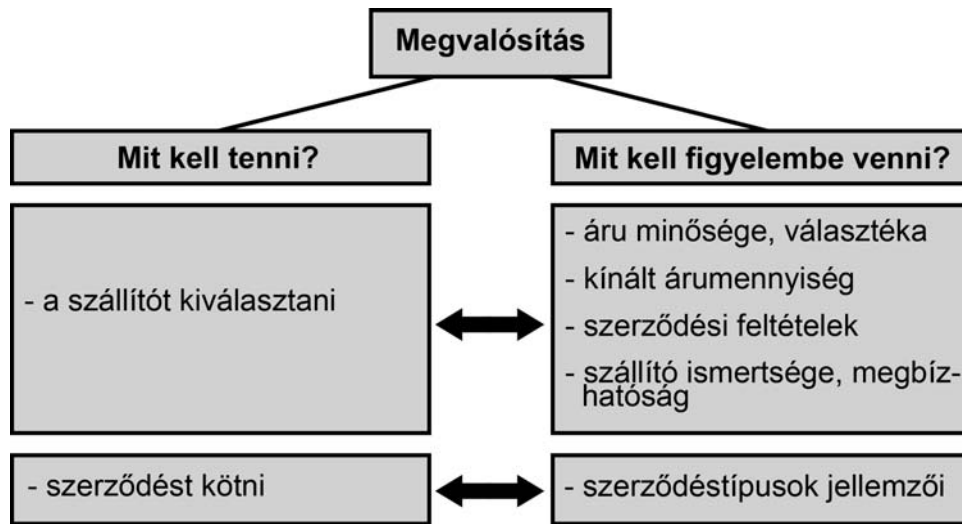 Megvalósítás
Mit kell tenni?
Mit kell figyelembe venni?
- a szállítót kiválasztani
- áru minősége, választéka
- kínált árumennyiség
- szerződési feltételek
- szállító ismertsége, megbíz-
hatóság
- szerződést kötni
- szerződéstípusok jellemzői